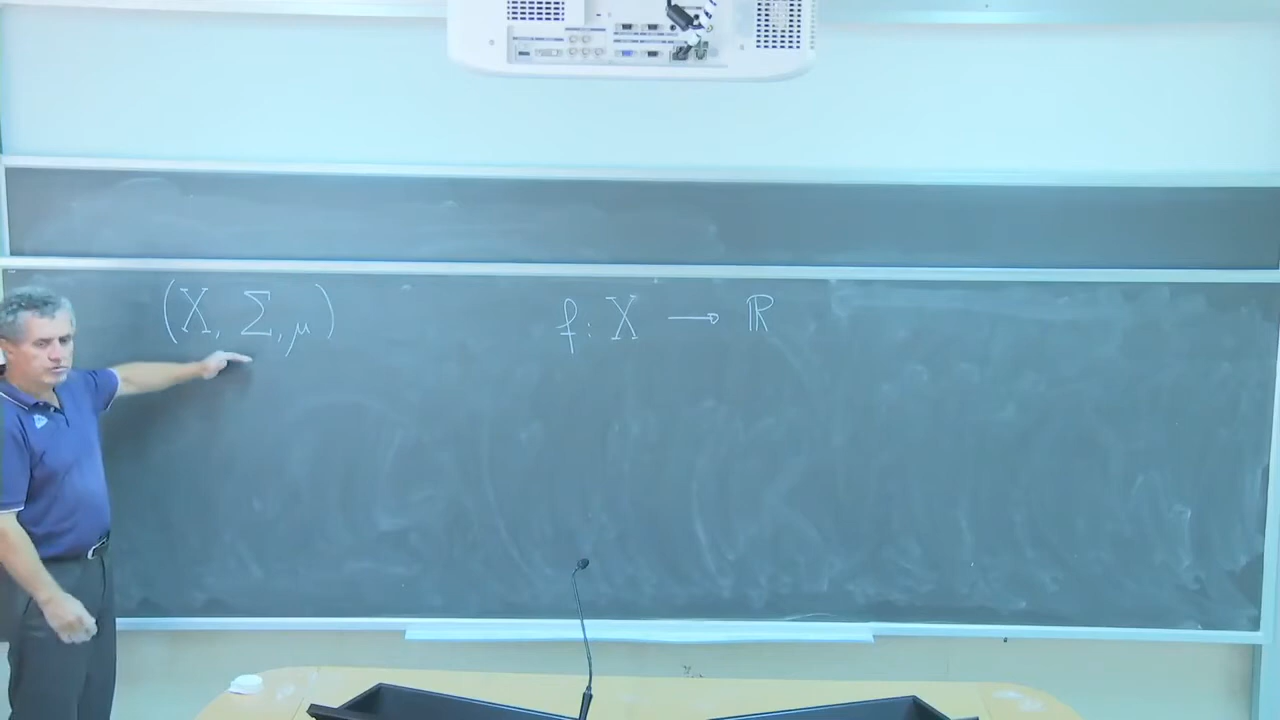 (X, Σ, μ) f: X → ℝ